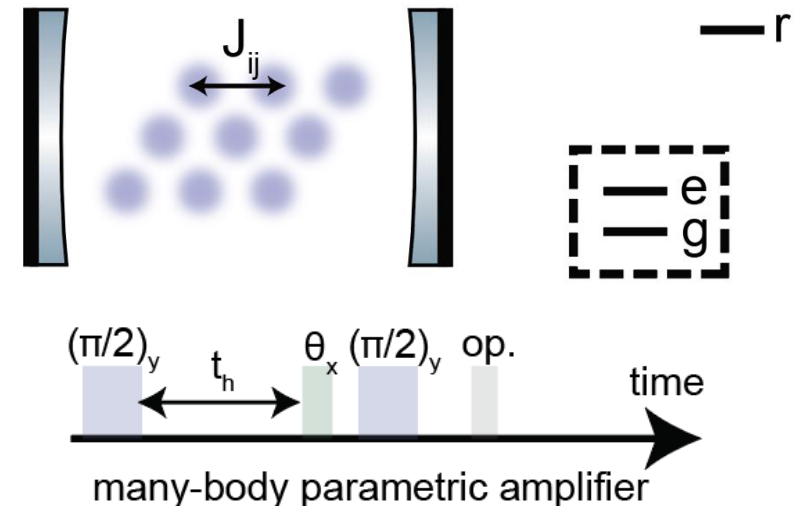 J_ij
r
e
g
(π/2)_y
t_h
θ_x
(π/2)_y
op.
time
many-body parametric amplifier